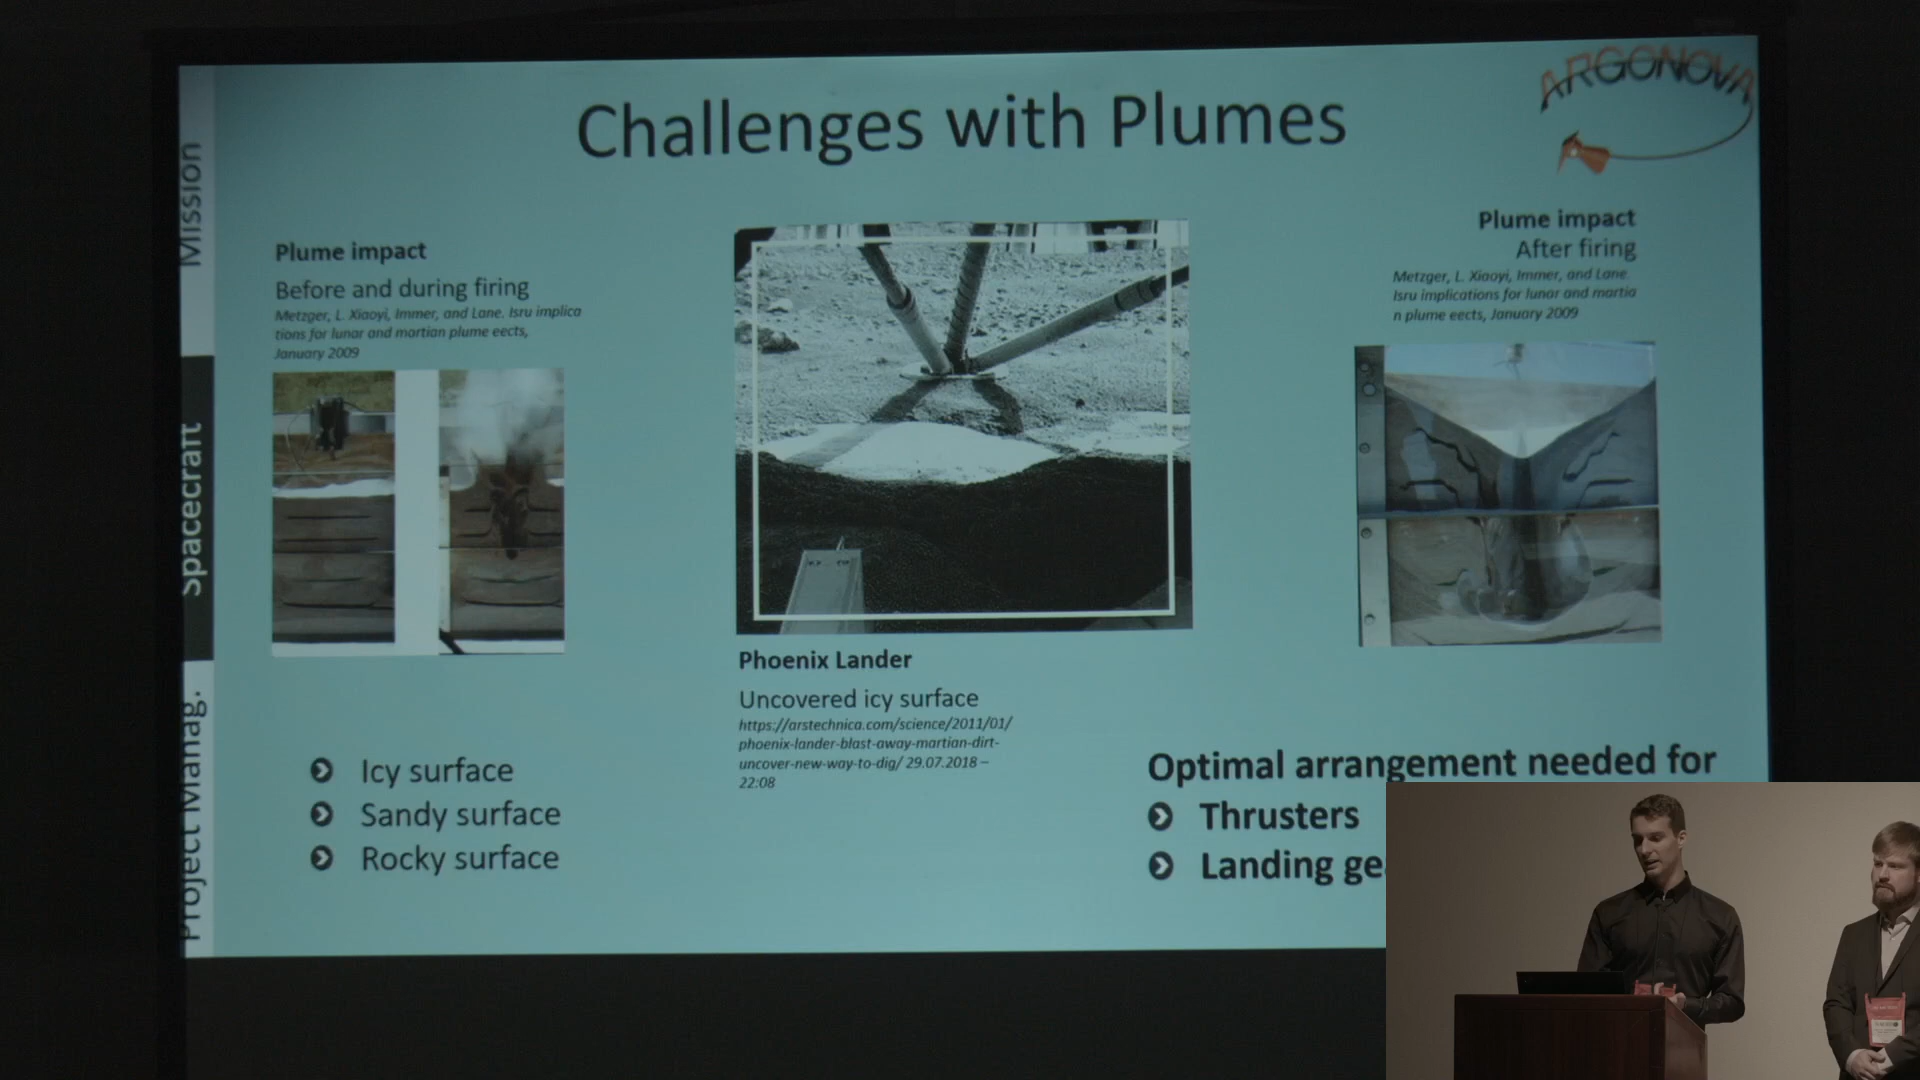 Challenges with Plumes
ARGONOVA
Mission
Spacecraft
Project Manag.
Plume impact
Before and during firing
Metzger, L. Xiaoyi, Immer, and Lane. Isru implica
tions for lunar and martian plume eects,
January 2009
Phoenix Lander
Uncovered icy surface
https://arstechnica.com/science/2011/01/
phoenix-lander-blast-away-martian-dirt-
uncover-new-way-to-dig/ 29.07.2018 –
22:08
Plume impact
After firing
Metzger, L. Xiaoyi, Immer, and Lane.
Isru implications for lunar and martia
n plume eects, January 2009
Icy surface
Sandy surface
Rocky surface
Optimal arrangement needed for
Thrusters
Landing ge